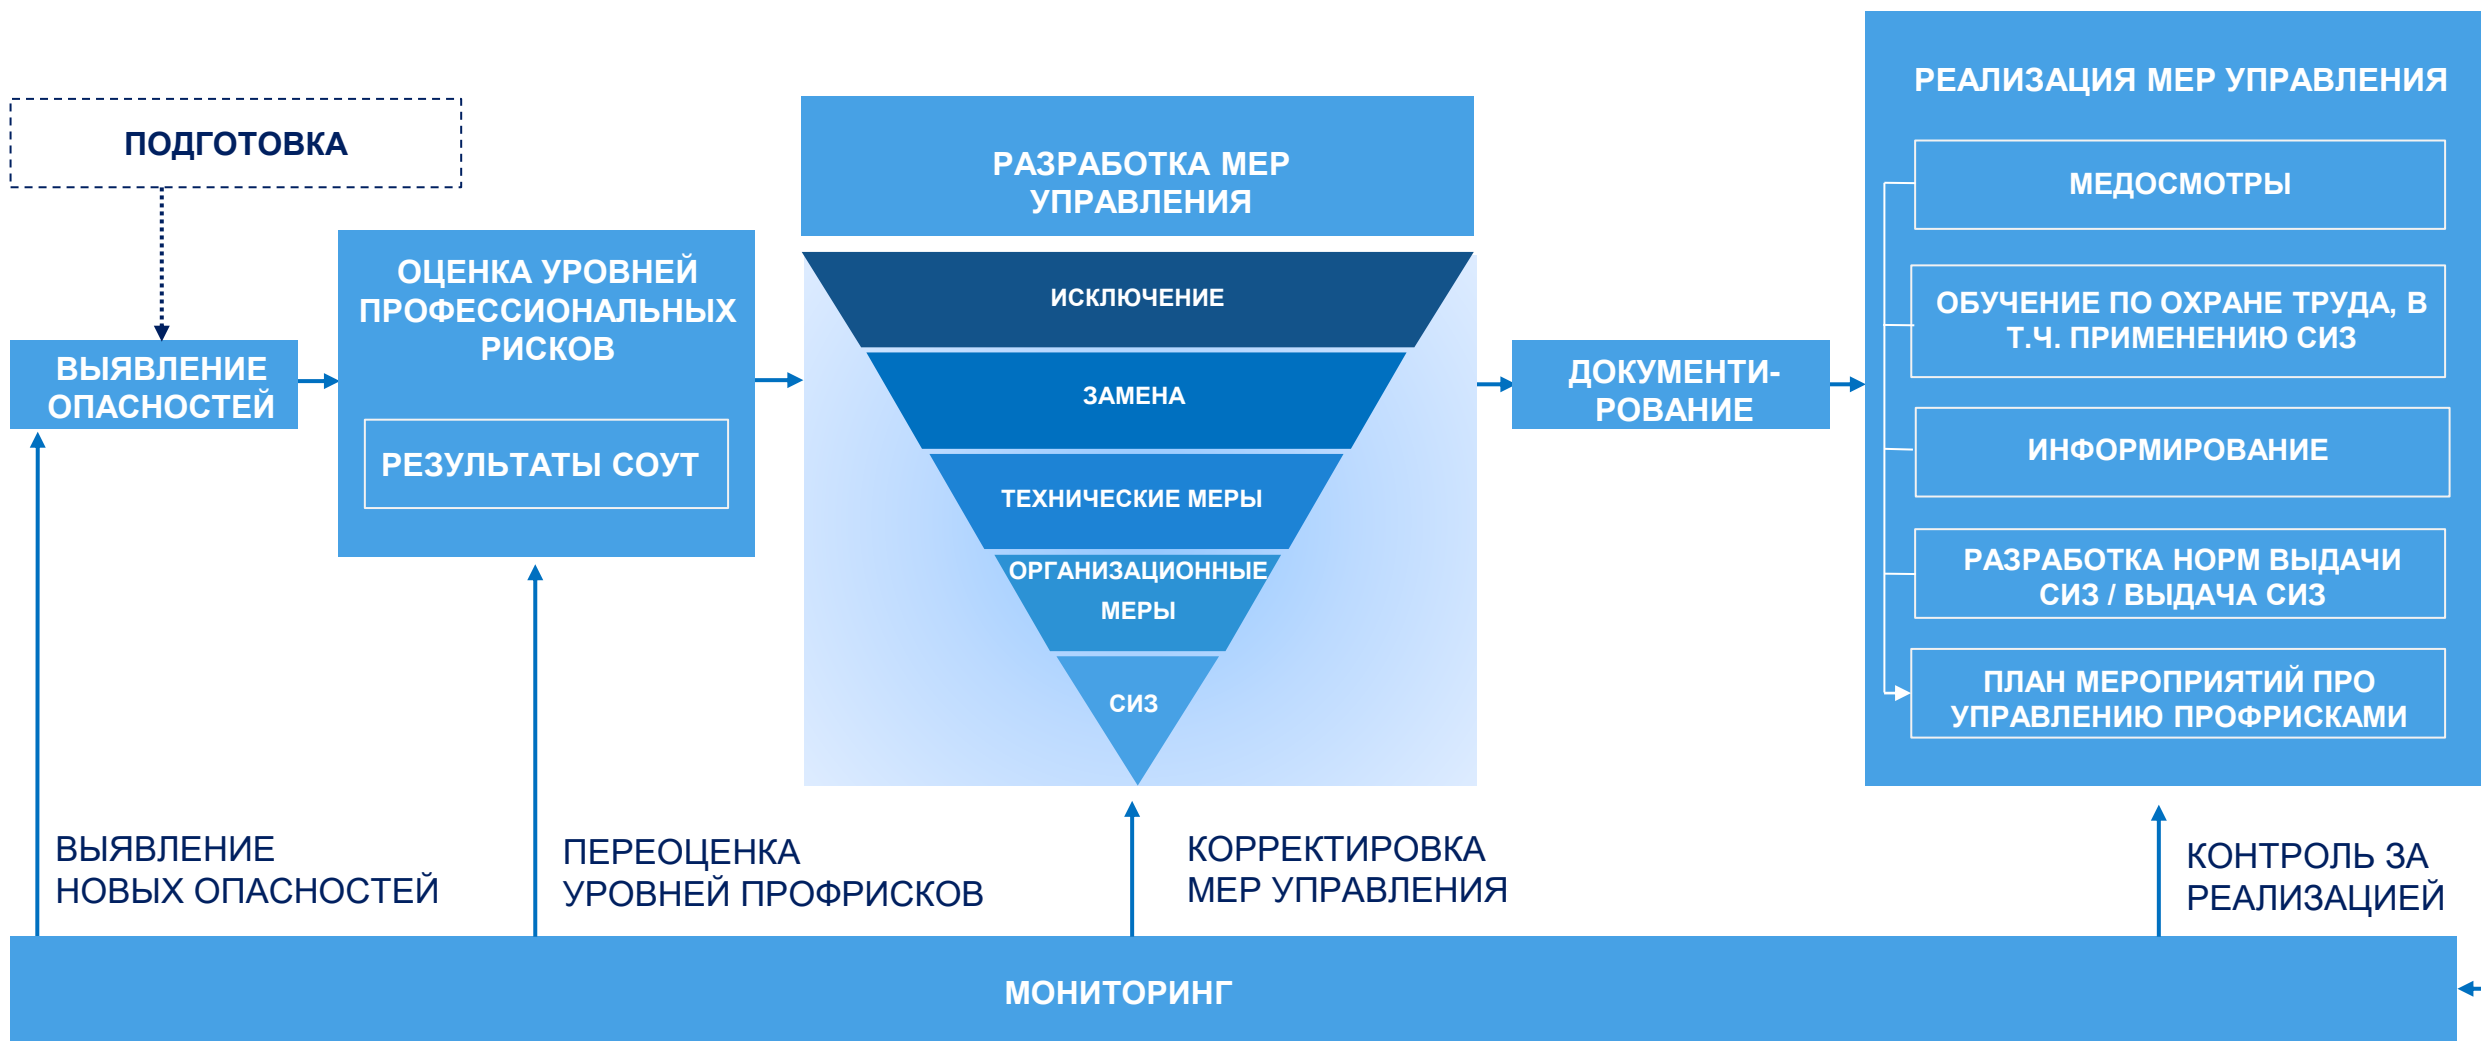 ПОДГОТОВКА
ВЫЯВЛЕНИЕ
ОПАСНОСТЕЙ
ОЦЕНКА УРОВНЕЙ
ПРОФЕССИОНАЛЬНЫХ
РИСКОВ
РЕЗУЛЬТАТЫ СОУТ
РАЗРАБОТКА МЕР
УПРАВЛЕНИЯ
ИСКЛЮЧЕНИЕ
ЗАМЕНА
ТЕХНИЧЕСКИЕ МЕРЫ
ОРГАНИЗАЦИОННЫЕ
МЕРЫ
СИЗ
ДОКУМЕНТИ-
РОВАНИЕ
РЕАЛИЗАЦИЯ МЕР УПРАВЛЕНИЯ
МЕДОСМОТРЫ
ОБУЧЕНИЕ ПО ОХРАНЕ ТРУДА, В
Т.Ч. ПРИМЕНЕНИЮ СИЗ
ИНФОРМИРОВАНИЕ
РАЗРАБОТКА НОРМ ВЫДАЧИ
СИЗ / ВЫДАЧА СИЗ
ПЛАН МЕРОПРИЯТИЙ ПРО
УПРАВЛЕНИЮ ПРОФРИСКАМИ
ВЫЯВЛЕНИЕ
НОВЫХ ОПАСНОСТЕЙ
ПЕРЕОЦЕНКА
УРОВНЕЙ ПРОФРИСКОВ
КОРРЕКТИРОВКА
МЕР УПРАВЛЕНИЯ
КОНТРОЛЬ ЗА
РЕАЛИЗАЦИЕЙ
МОНИТОРИНГ